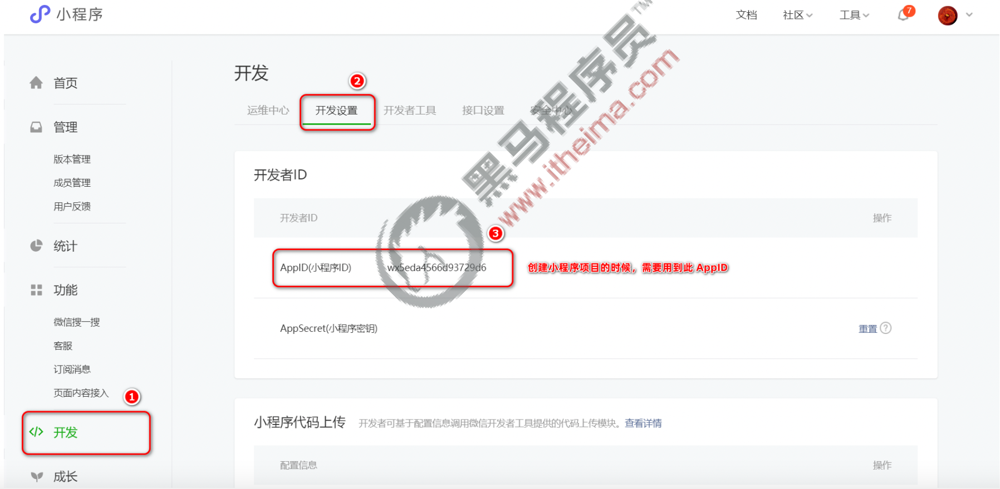 小程序
文档 社区 工具 7
首页
管理
版本管理
成员管理
用户反馈
统计
功能
微信搜一搜
客服
订阅消息
页面内容接入
1
</> 开发
成长
开发
2
运维中心 开发设置 开发者工具 接口设置 安全中心
开发者ID
开发者ID 操作
3
AppID(小程序ID) wx5eda4566d93729d6 创建小程序项目的时候，需要用到此 AppID
AppSecret(小程序密钥) 重置 ?
小程序代码上传 开发者可基于配置信息调用微信开发者工具提供的代码上传模块。查看详情
配置信息 操作
黑马程序员™
www.itheima.com